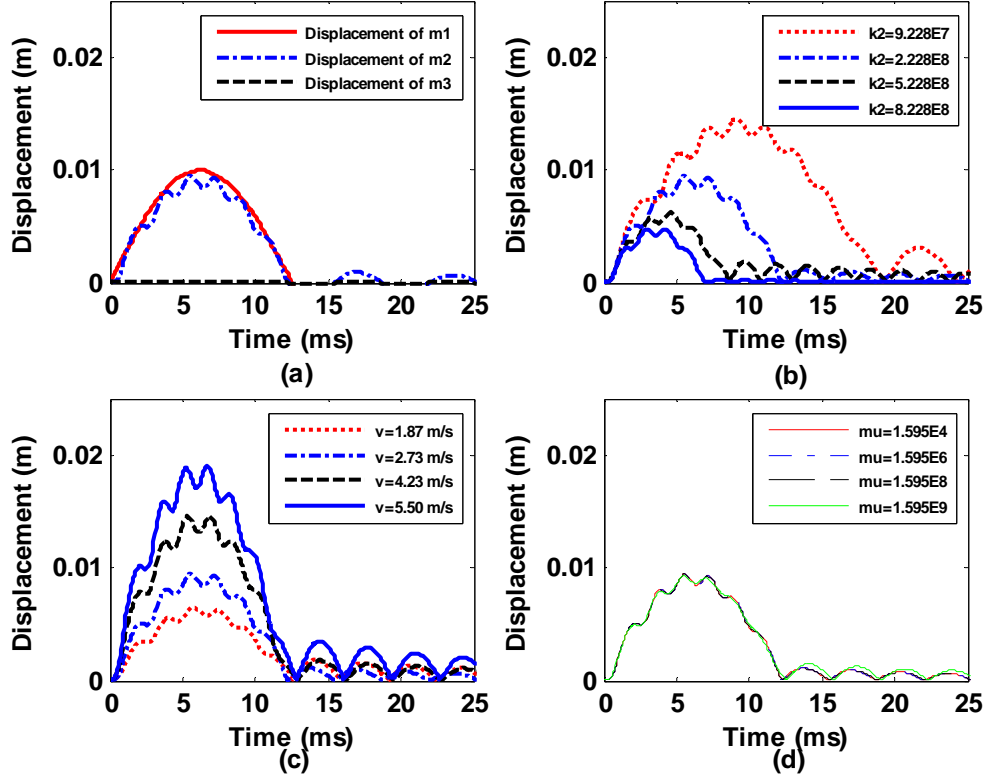 Displacement (m)
0.02
0.01
0
Displacement of m1
Displacement of m2
Displacement of m3
0 5 10 15 20 25
Time (ms)
(a)
Displacement (m)
0.02
0.01
0
k2=9.228E7
k2=2.228E8
k2=5.228E8
k2=8.228E8
0 5 10 15 20 25
Time (ms)
(b)
Displacement (m)
0.02
0.01
0
v=1.87 m/s
v=2.73 m/s
v=4.23 m/s
v=5.50 m/s
0 5 10 15 20 25
Time (ms)
(c)
Displacement (m)
0.02
0.01
0
mu=1.595E4
mu=1.595E6
mu=1.595E8
mu=1.595E9
0 5 10 15 20 25
Time (ms)
(d)